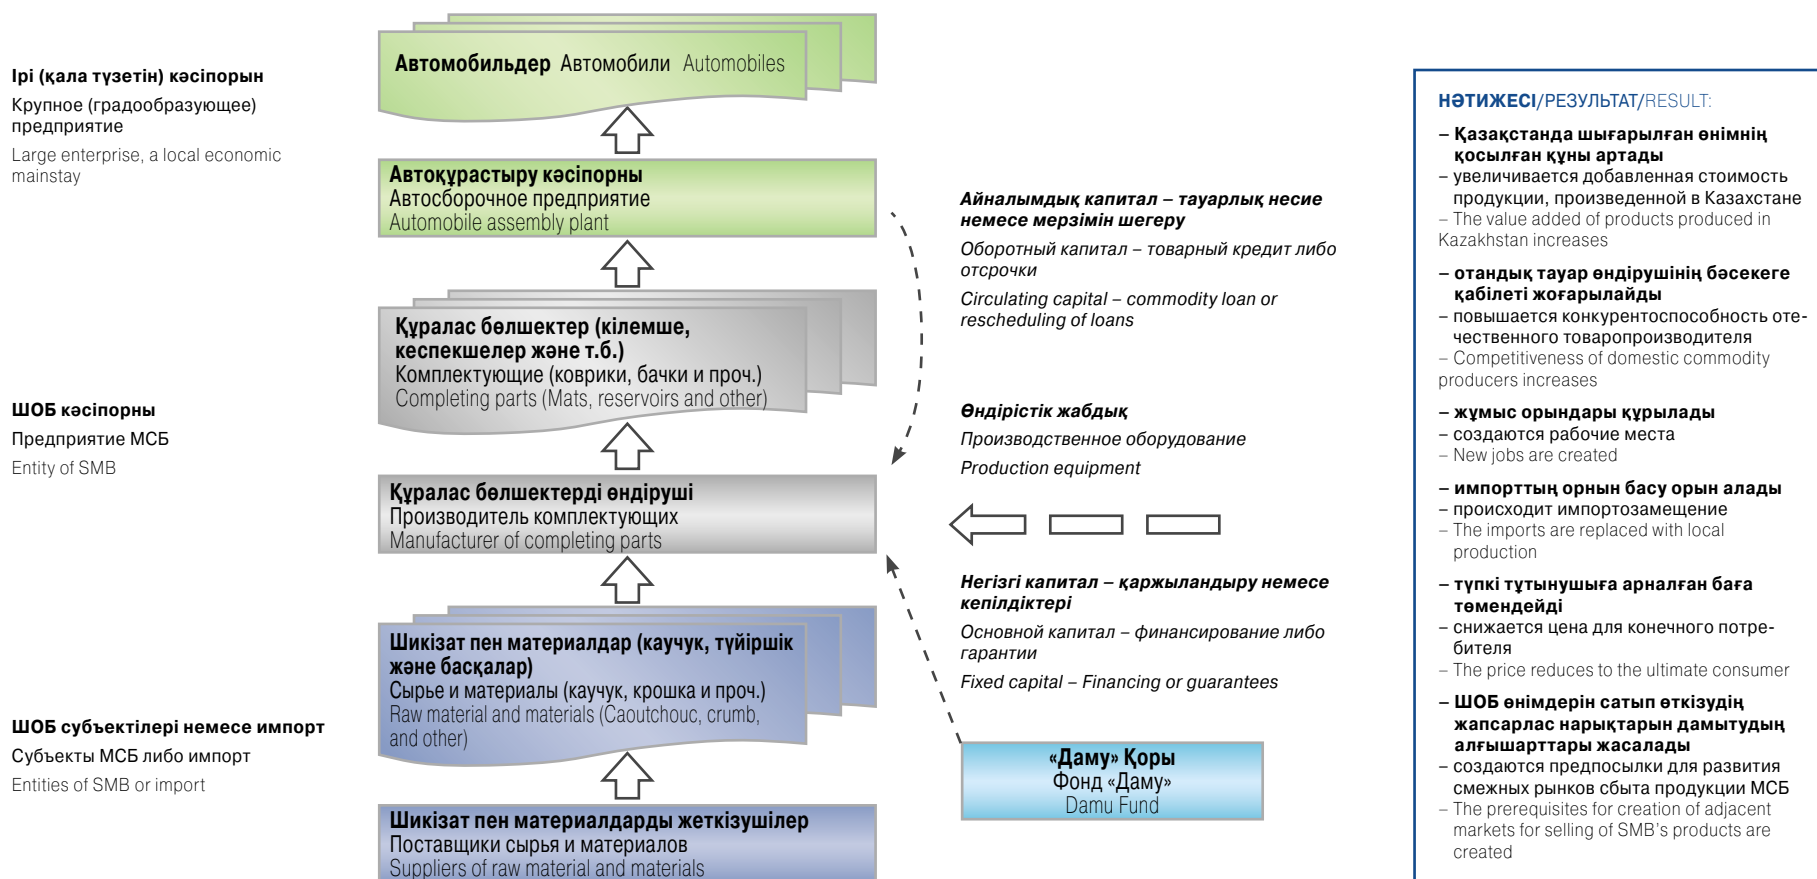 Ірі (қала түзетін) кәсіпорын
Крупное (градообразующее)
предприятие
Large enterprise, a local economic
mainstay
ШОБ кәсіпорны
Предприятие МСБ
Entity of SMB
ШОБ субъектілері немесе импорт
Субъекты МСБ либо импорт
Entities of SMB or import
Автомобильдер Автомобили Automobiles
Автоқұрастыру кәсіпорны
Автосборочное предприятие
Automobile assembly plant
Құралас бөлшектер (кілемше,
кеспекшелер және т.б.)
Комплектующие (коврики, бачки и проч.)
Completing parts (Mats, reservoirs and other)
Құралас бөлшектерді өндіруші
Производитель комплектующих
Manufacturer of completing parts
Шикізат пен материалдар (каучук, түйіршік
және басқалар)
Сырье и материалы (каучук, крошка и проч.)
Raw material and materials (Caoutchouc, crumb,
and other)
Шикізат пен материалдарды жеткізушілер
Поставщики сырья и материалов
Suppliers of raw material and materials
Айналымдық капитал – тауарлық несие
немесе мерзімін шегеру
Оборотный капитал – товарный кредит либо
отсрочки
Circulating capital – commodity loan or
rescheduling of loans
Өндірістік жабдық
Производственное оборудование
Production equipment
Негізгі капитал – қаржыландыру немесе
кепілдіктері
Основной капитал – финансирование либо
гарантии
Fixed capital – Financing or guarantees
«Даму» Қоры
Фонд «Даму»
Damu Fund
НӘТИЖЕСІ/РЕЗУЛЬТАТ/RESULT:
– Қазақстанда шығарылған өнімнің
қосылған құны артады
– увеличивается добавленная стоимость
продукции, произведенной в Казахстане
– The value added of products produced in
Kazakhstan increases
– отандық тауар өндірушінің бәсекеге
қабілеті жоғарылайды
– повышается конкурентоспособность оте-
чественного товаропроизводителя
– Competitiveness of domestic commodity
producers increases
– жұмыс орындары құрылады
– создаются рабочие места
– New jobs are created
– импорттың орнын басу орын алады
– происходит импортозамещение
– The imports are replaced with local
production
– түпкі тұтынушыға арналған баға
төмендейді
– снижается цена для конечного потре-
бителя
– The price reduces to the ultimate consumer
– ШОБ өнімдерін сатып өткізудің
жапсарлас нарықтарын дамытудың
алғышарттары жасалады
– создаются предпосылки для развития
смежных рынков сбыта продукции МСБ
– The prerequisites for creation of adjacent
markets for selling of SMB's products are
created